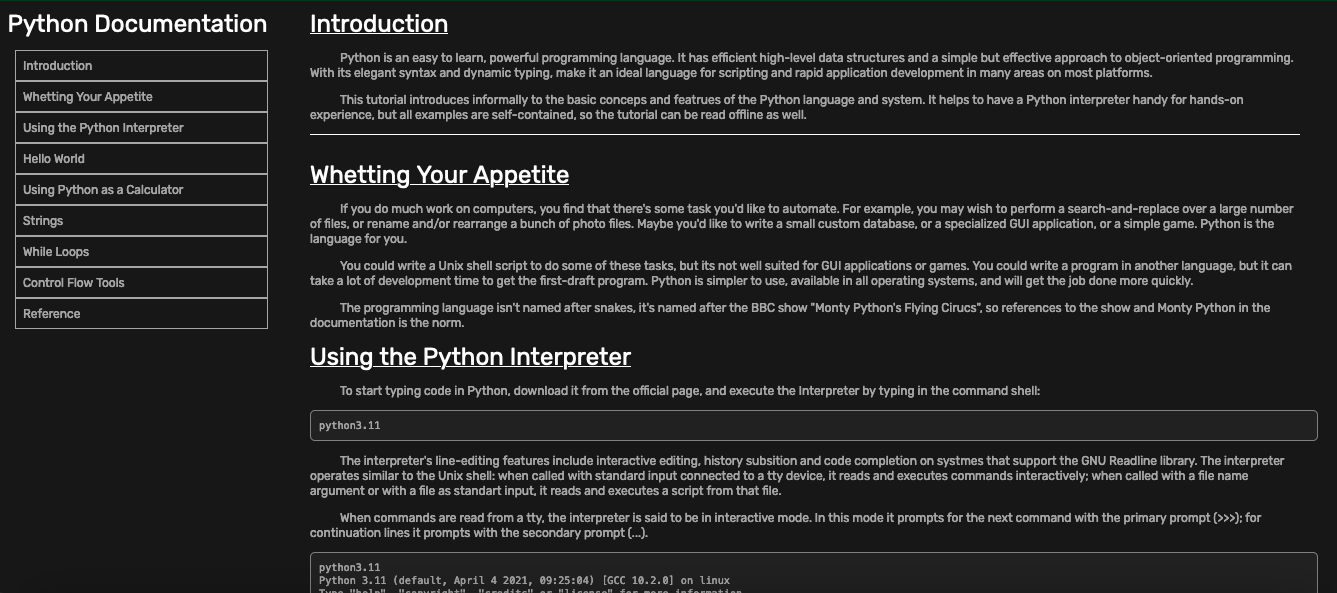 Python Documentation
Introduction
Whetting Your Appetite
Using the Python Interpreter
Hello World
Using Python as a Calculator
Strings
While Loops
Control Flow Tools
Reference
Introduction
Python is an easy to learn, powerful programming language. It has efficient high-level data structures and a simple but effective approach to object-oriented programming.
With its elegant syntax and dynamic typing, make it an ideal language for scripting and rapid application development in many areas on most platforms.
This tutorial introduces informally to the basic conceps and featrues of the Python language and system. It helps to have a Python interpreter handy for hands-on
experience, but all examples are self-contained, so the tutorial can be read offline as well.
Whetting Your Appetite
If you do much work on computers, you find that there's some task you'd like to automate. For example, you may wish to perform a search-and-replace over a large number
of files, or rename and/or rearrange a bunch of photo files. Maybe you'd like to write a small custom database, or a specialized GUI application, or a simple game. Python is the
language for you.
You could write a Unix shell script to do some of these tasks, but its not well suited for GUI applications or games. You could write a program in another language, but it can
take a lot of development time to get the first-draft program. Python is simpler to use, available in all operating systems, and will get the job done more quickly.
The programming language isn't named after snakes, it's named after the BBC show "Monty Python's Flying Cirucs", so references to the show and Monty Python in the
documentation is the norm.
Using the Python Interpreter
To start typing code in Python, download it from the official page, and execute the Interpreter by typing in the command shell:
python3.11
The interpreter's line-editing features include interactive editing, history subsition and code completion on systmes that support the GNU Readline library. The interpreter
operates similar to the Unix shell: when called with standard input connected to a tty device, it reads and executes commands interactively; when called with a file name
argument or with a file as standart input, it reads and executes a script from that file.
When commands are read from a tty, the interpreter is said to be in interactive mode. In this mode it prompts for the next command with the primary prompt (>>>); for
continuation lines it prompts with the secondary prompt (...).
python3.11
Python 3.11 (default, April 4 2021, 09:25:04) [GCC 10.2.0] on linux
Type "help", "copyright", "credits" or "license" for more information